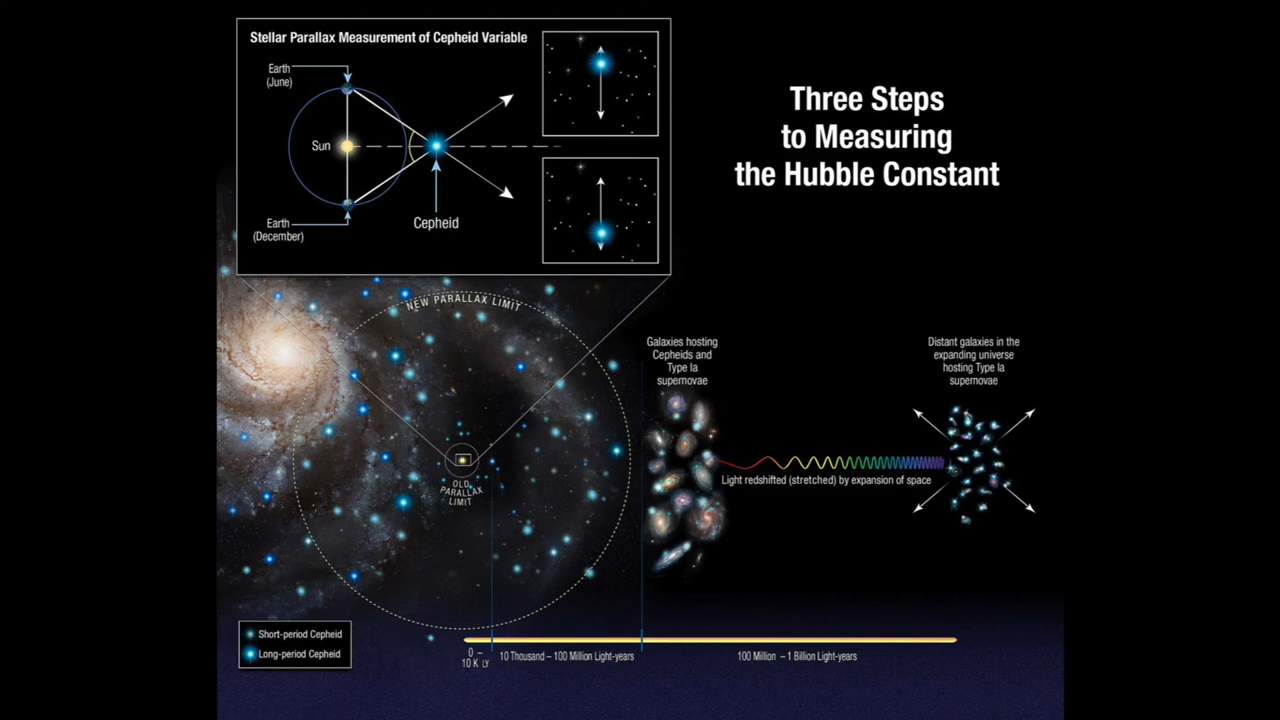 Stellar Parallax Measurement of Cepheid Variable
Earth
(June)
Sun
Earth
(December)
Cepheid
Three Steps
to Measuring
the Hubble Constant
NEW PARALLAX LIMIT
OLD
PARALLAX
LIMIT
Galaxies hosting
Cepheids and
Type Ia
supernovae
Light redshifted (stretched) by expansion of space
Distant galaxies in the
expanding universe
hosting Type Ia
supernovae
Short-period Cepheid
Long-period Cepheid
0 –
10 K LY
10 Thousand – 100 Million Light-years
100 Million – 1 Billion Light-years